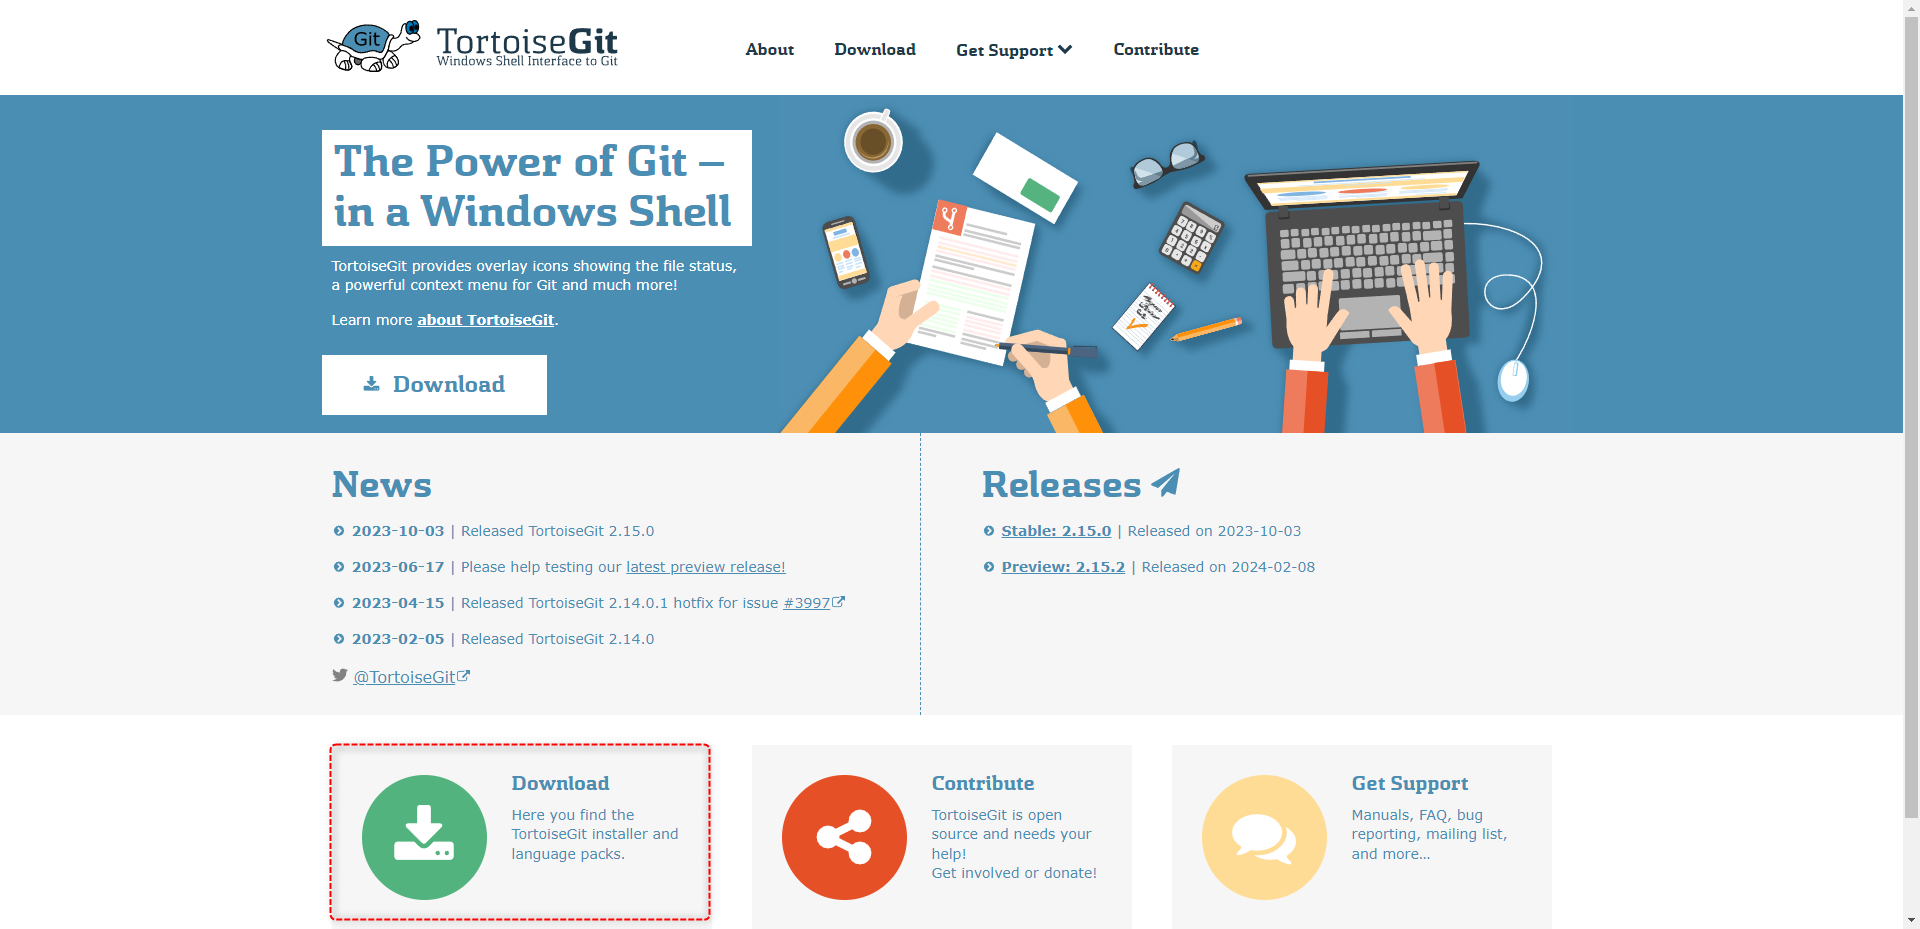 Git
TortoiseGit
Windows Shell Interface to Git
About
Download
Get Support
Contribute
The Power of Git –
in a Windows Shell
TortoiseGit provides overlay icons showing the file status,
a powerful context menu for Git and much more!
Learn more about TortoiseGit.
Download
News
2023-10-03 | Released TortoiseGit 2.15.0
2023-06-17 | Please help testing our latest preview release!
2023-04-15 | Released TortoiseGit 2.14.0.1 hotfix for issue #3997
2023-02-05 | Released TortoiseGit 2.14.0
@TortoiseGit
Releases
Stable: 2.15.0 | Released on 2023-10-03
Preview: 2.15.2 | Released on 2024-02-08
Download
Here you find the
TortoiseGit installer and
language packs.
Contribute
TortoiseGit is open
source and needs your
help!
Get involved or donate!
Get Support
Manuals, FAQ, bug
reporting, mailing list,
and more...